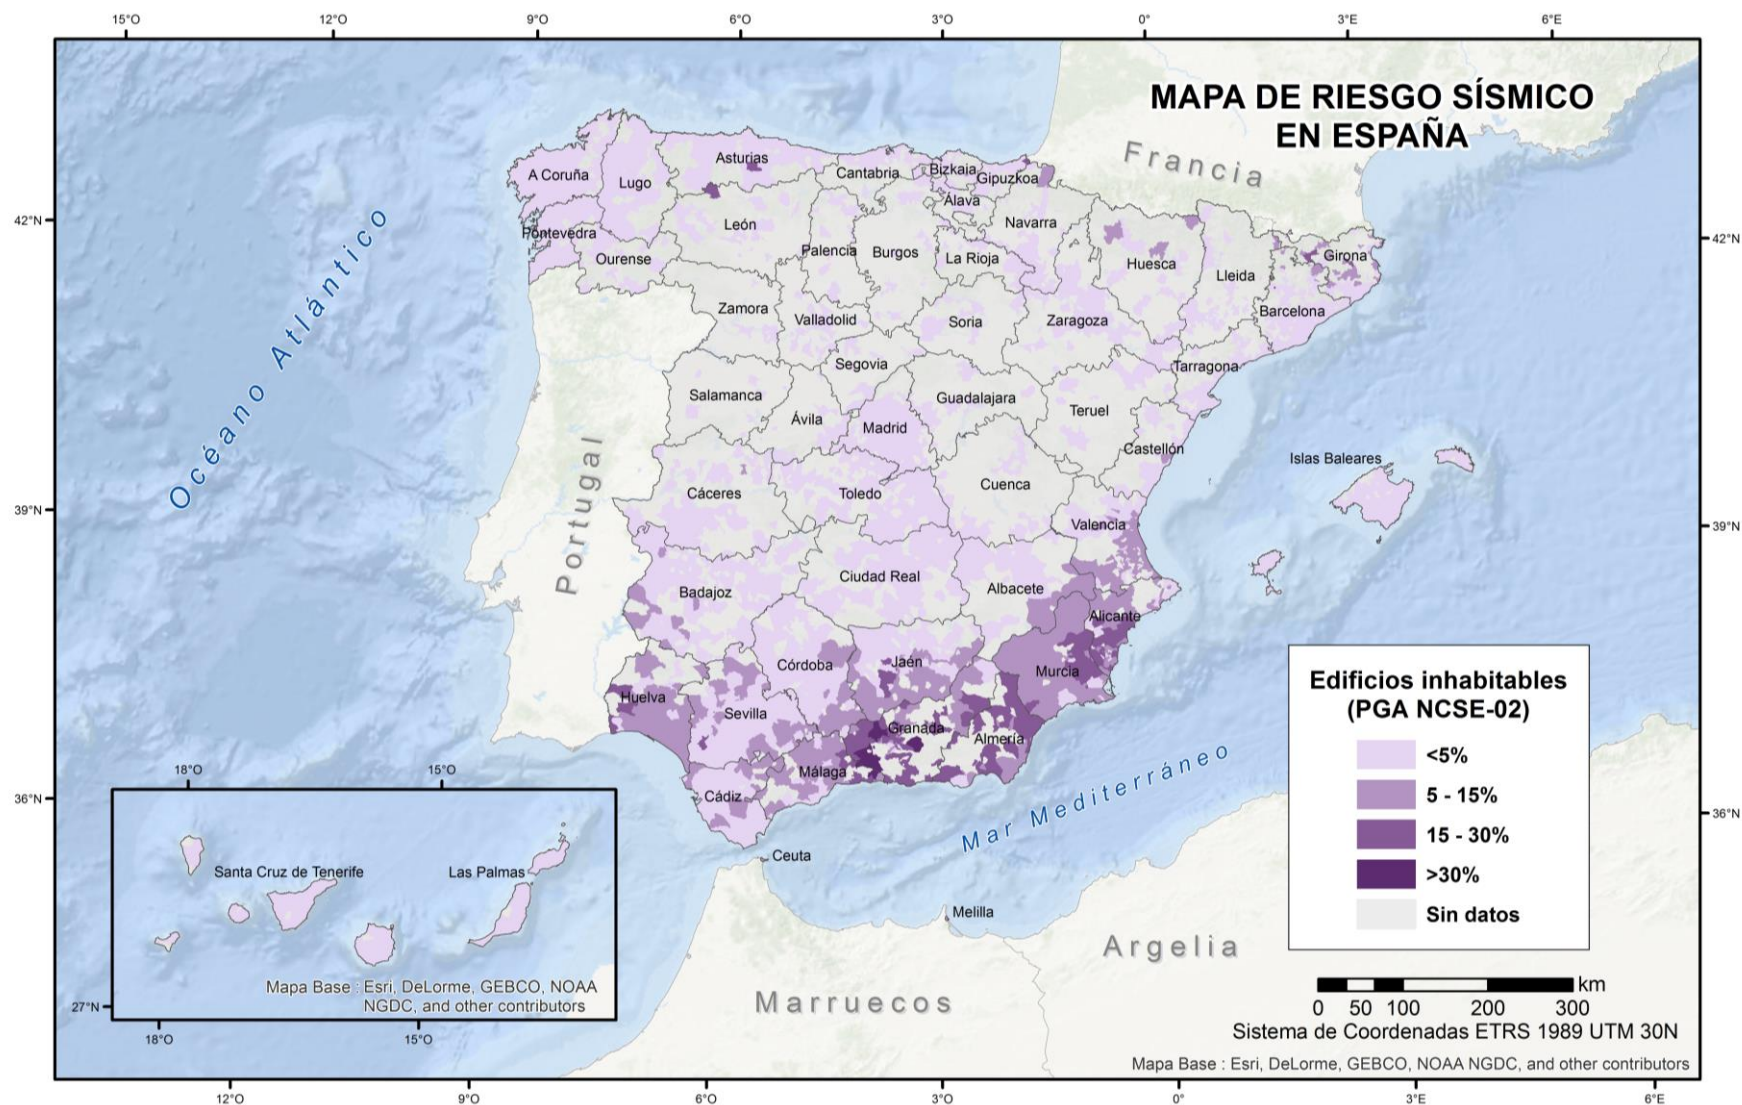 15°O 12°O 9°O 6°O 3°O 0° 3°E 6°E
MAPA DE RIESGO SÍSMICO
EN ESPAÑA
Francia
Asturias
A Coruña
Lugo
Cantabria
Bizkaia
Gipuzkoa
Álava
42°N
León
Navarra
Pontevedra
Ourense
Palencia
Burgos
La Rioja
Huesca
Lleida
Girona
42°N
Océano Atlántico
Zamora
Valladolid
Soria
Zaragoza
Barcelona
Segovia
Tarragona
Salamanca
Ávila
Guadalajara
Teruel
Madrid
Castellón
Islas Baleares
Portugal
Cáceres
Toledo
Cuenca
39°N
Valencia
39°N
Badajoz
Ciudad Real
Albacete
Alicante
Córdoba
Jaén
Murcia
Huelva
Sevilla
Granada
Almería
Málaga
Cádiz
Mar Mediterráneo
36°N
36°N
Ceuta
Melilla
Argelia
Marruecos
Edificios inhabitables
(PGA NCSE-02)
<5%
5 - 15%
15 - 30%
>30%
Sin datos
18°O 15°O
Santa Cruz de Tenerife
Las Palmas
Mapa Base : Esri, DeLorme, GEBCO, NOAA
NGDC, and other contributors
27°N
18°O 15°O
km
0 50 100 200 300
Sistema de Coordenadas ETRS 1989 UTM 30N
Mapa Base : Esri, DeLorme, GEBCO, NOAA NGDC, and other contributors
12°O 9°O 6°O 3°O 0° 3°E 6°E